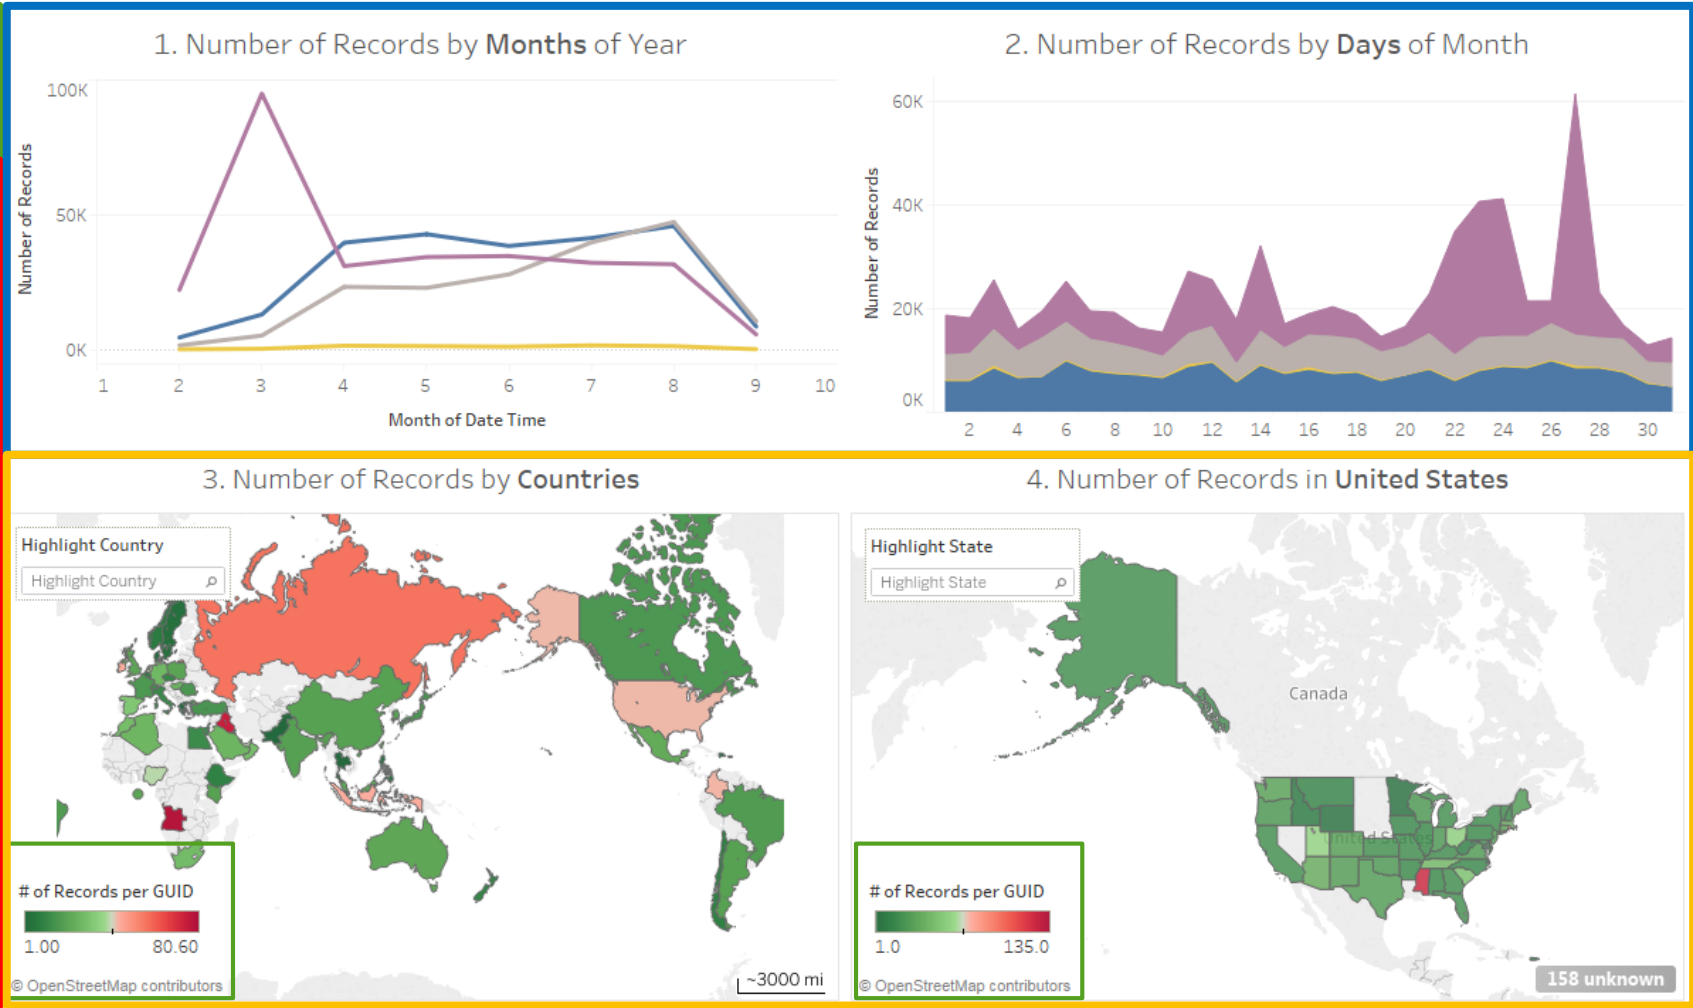 1. Number of Records by Months of Year
100K
50K
0K
Number of Records
1 2 3 4 5 6 7 8 9 10
Month of Date Time
2. Number of Records by Days of Month
60K
40K
20K
0K
Number of Records
2 4 6 8 10 12 14 16 18 20 22 24 26 28 30
3. Number of Records by Countries
Highlight Country
Highlight Country
# of Records per GUID
1.00 80.60
© OpenStreetMap contributors
~3000 mi
4. Number of Records in United States
Highlight State
Highlight State
Canada
United States
# of Records per GUID
1.0 135.0
© OpenStreetMap contributors
158 unknown